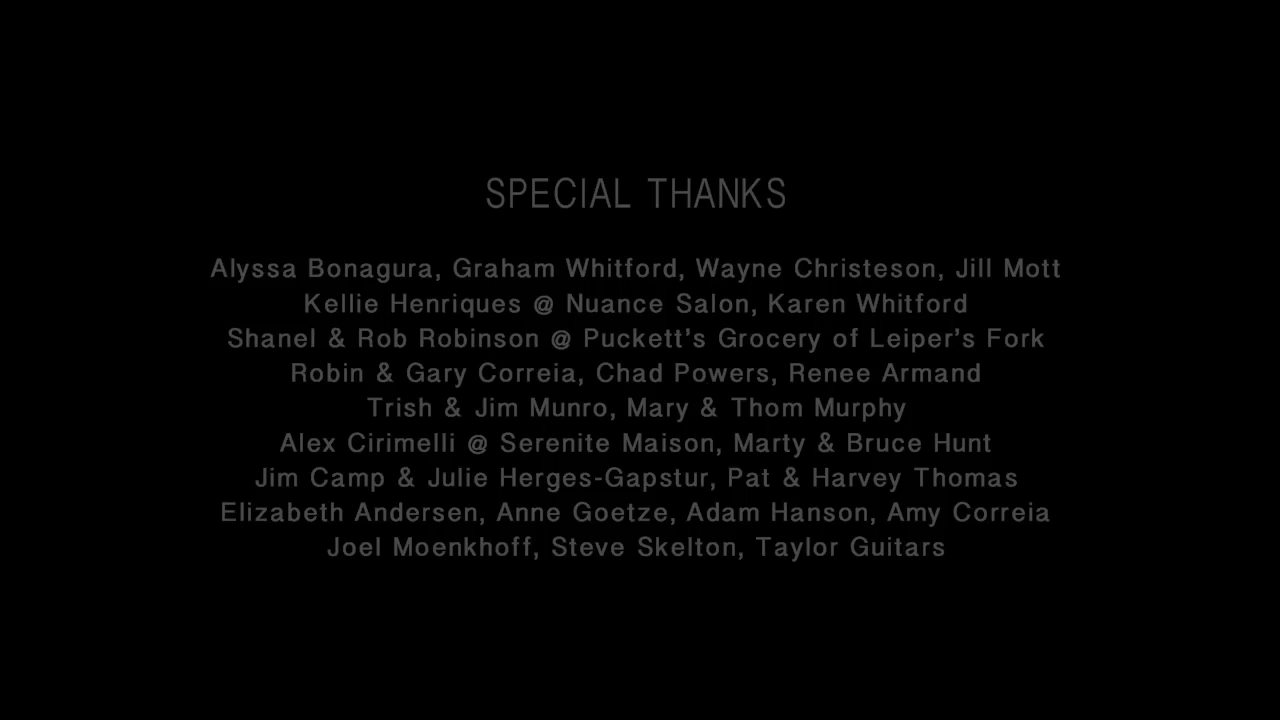 SPECIAL THANKS
Alyssa Bonagura, Graham Whitford, Wayne Christeson, Jill Mott
Kellie Henriques @ Nuance Salon, Karen Whitford
Shanel & Rob Robinson @ Puckett’s Grocery of Leiper’s Fork
Robin & Gary Correia, Chad Powers, Renee Armand
Trish & Jim Munro, Mary & Thom Murphy
Alex Cirimelli @ Serenite Maison, Marty & Bruce Hunt
Jim Camp & Julie Herges-Gapstur, Pat & Harvey Thomas
Elizabeth Andersen, Anne Goetze, Adam Hanson, Amy Correia
Joel Moenkhoff, Steve Skelton, Taylor Guitars